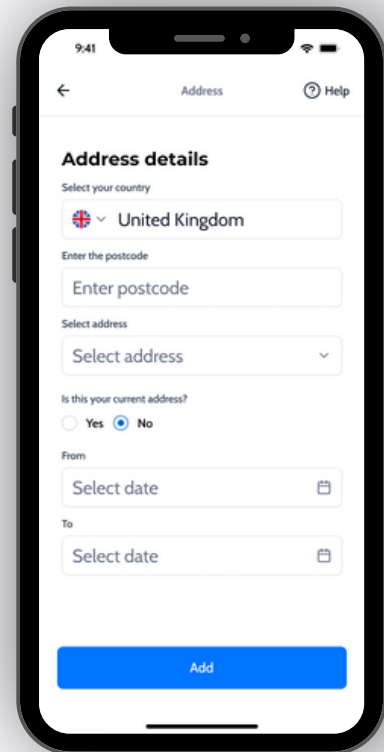 9:41
Address
Help
Address details
Select your country
United Kingdom
Enter the postcode
Enter postcode
Select address
Select address
Is this your current address?
Yes No
From
Select date
To
Select date
Add